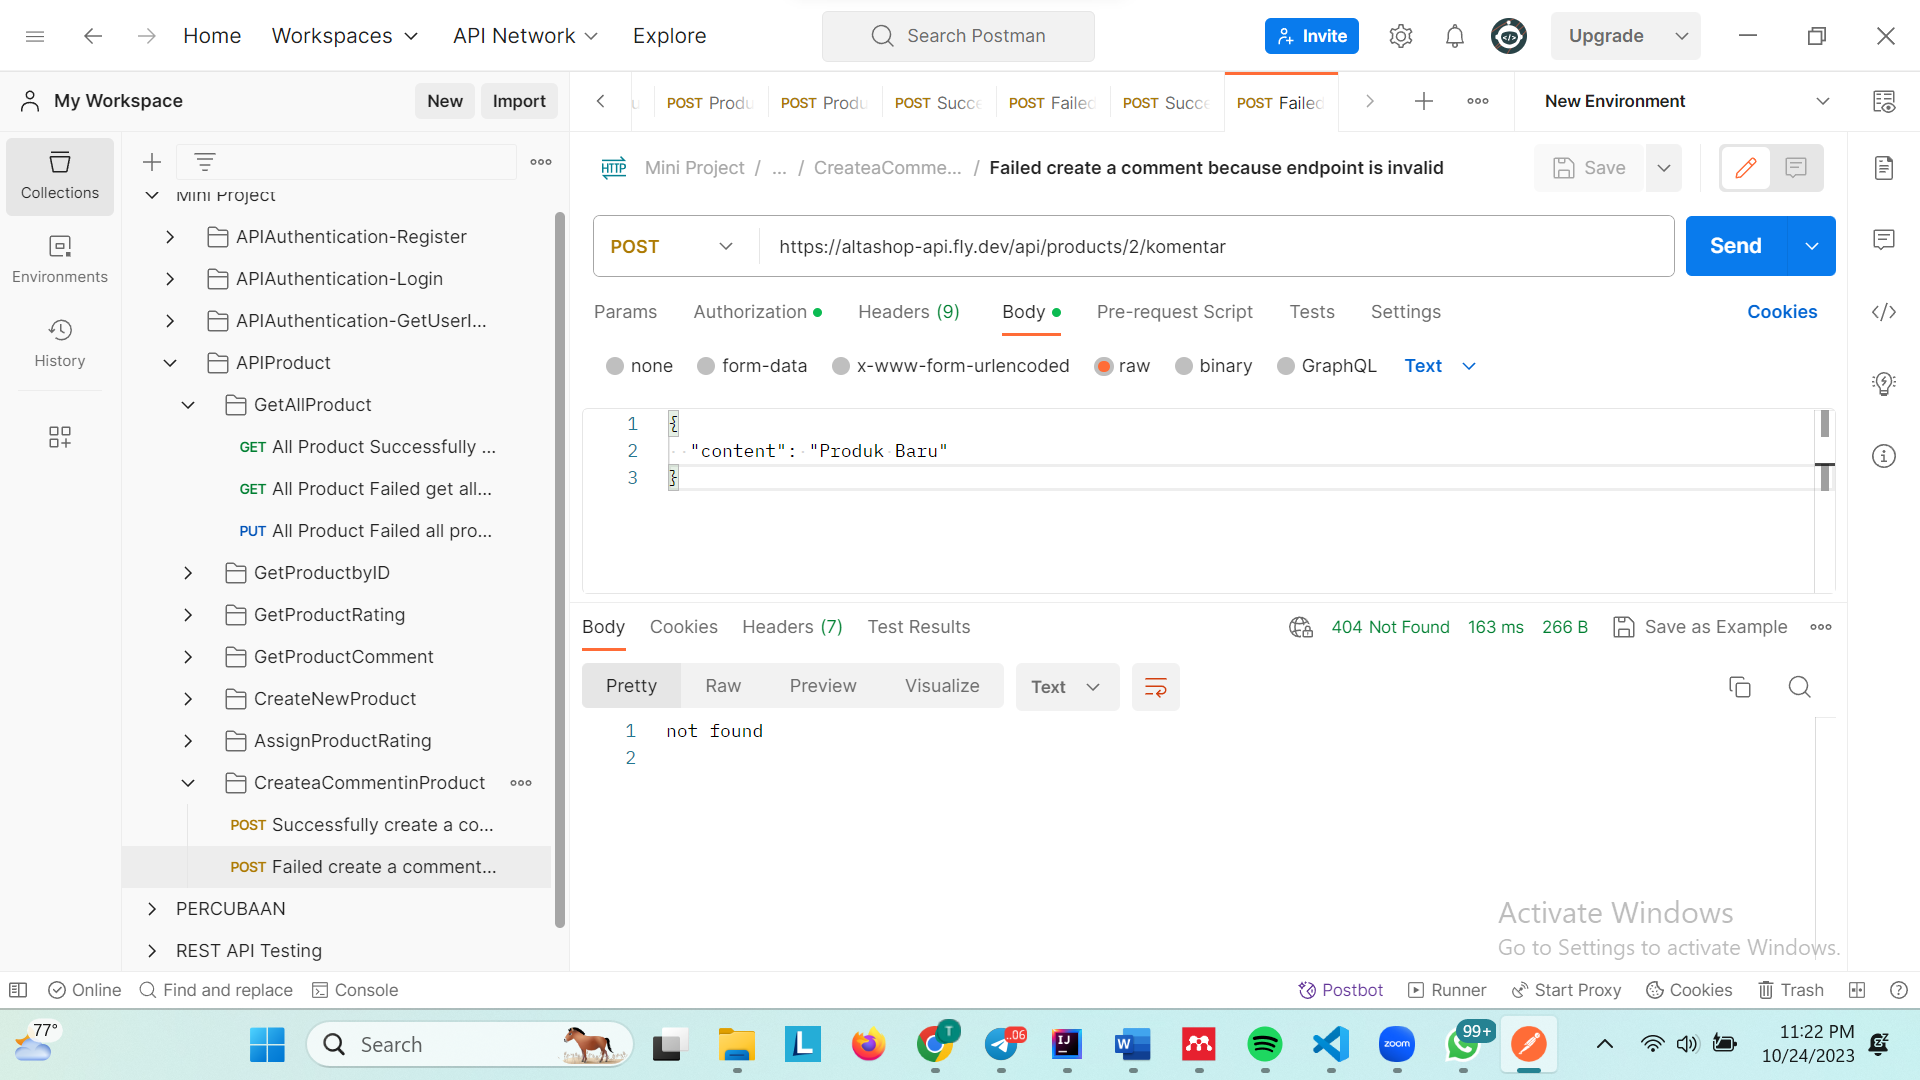 Home
Workspaces
API Network
Explore
Search Postman
Invite
Upgrade
My Workspace
New
Import
POST Produ
POST Produ
POST Succe
POST Failed
POST Succe
POST Failed
New Environment
Collections
Environments
History
Mini Project
APIAuthentication-Register
APIAuthentication-Login
APIAuthentication-GetUserI...
APIProduct
GetAllProduct
GET All Product Successfully ...
GET All Product Failed get all...
PUT All Product Failed all pro...
GetProductbyID
GetProductRating
GetProductComment
CreateNewProduct
AssignProductRating
CreateaCommentinProduct
POST Successfully create a co...
POST Failed create a comment...
PERCUBAAN
REST API Testing
HTTP Mini Project / ... / CreateaComme... / Failed create a comment because endpoint is invalid
Save
POST
https://altashop-api.fly.dev/api/products/2/komentar
Send
Params
Authorization
Headers (9)
Body
Pre-request Script
Tests
Settings
Cookies
none
form-data
x-www-form-urlencoded
raw
binary
GraphQL
Text
1 {
2 "content": "Produk Baru"
3 }
Body
Cookies
Headers (7)
Test Results
404 Not Found
163 ms
266 B
Save as Example
Pretty
Raw
Preview
Visualize
Text
1 not found
2
Activate Windows
Go to Settings to activate Windows.
Online
Find and replace
Console
Postbot
Runner
Start Proxy
Cookies
Trash
77°
Search
L
T
..06
IJ
W
zoom
99+
11:22 PM
10/24/2023